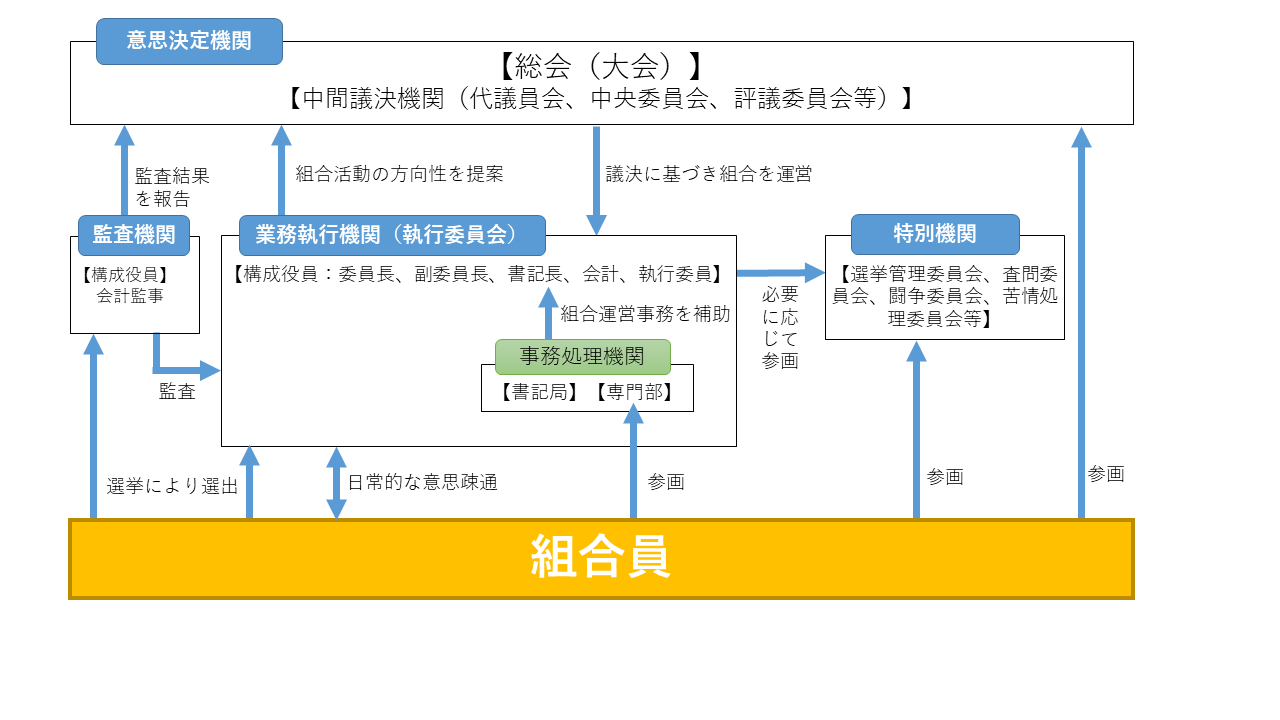 意思決定機関
【総会（大会）】
【中間議決機関（代議員会、中央委員会、評議委員会等）】
監査結果
を報告
組合活動の方向性を提案
議決に基づき組合を運営
監査機関
【構成役員】
会計監事
業務執行機関（執行委員会）
【構成役員：委員長、副委員長、書記長、会計、執行委員】
組合運営事務を補助
事務処理機関
【書記局】【専門部】
必要
に応
じて
参画
特別機関
【選挙管理委員会、査問委
員会、闘争委員会、苦情処
理委員会等】
監査
選挙により選出
日常的な意思疎通
参画
参画
参画
組合員